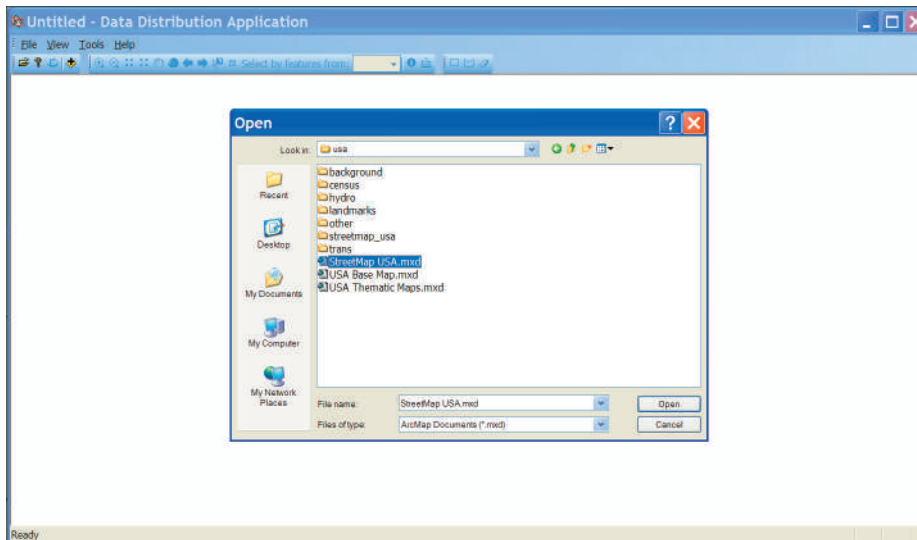 Untitled - Data Distribution Application
File View Tools Help
Select by features from:
Open
Look in: usa
Recent
Desktop
My Documents
My Computer
My Network Places
background
census
hydro
landmarks
other
streetmap_usa
trans
StreetMap USA.mxd
USA Base Map.mxd
USA Thematic Maps.mxd
File name: StreetMap USA.mxd Open
Files of type: ArcMap Documents (*.mxd) Cancel
Ready